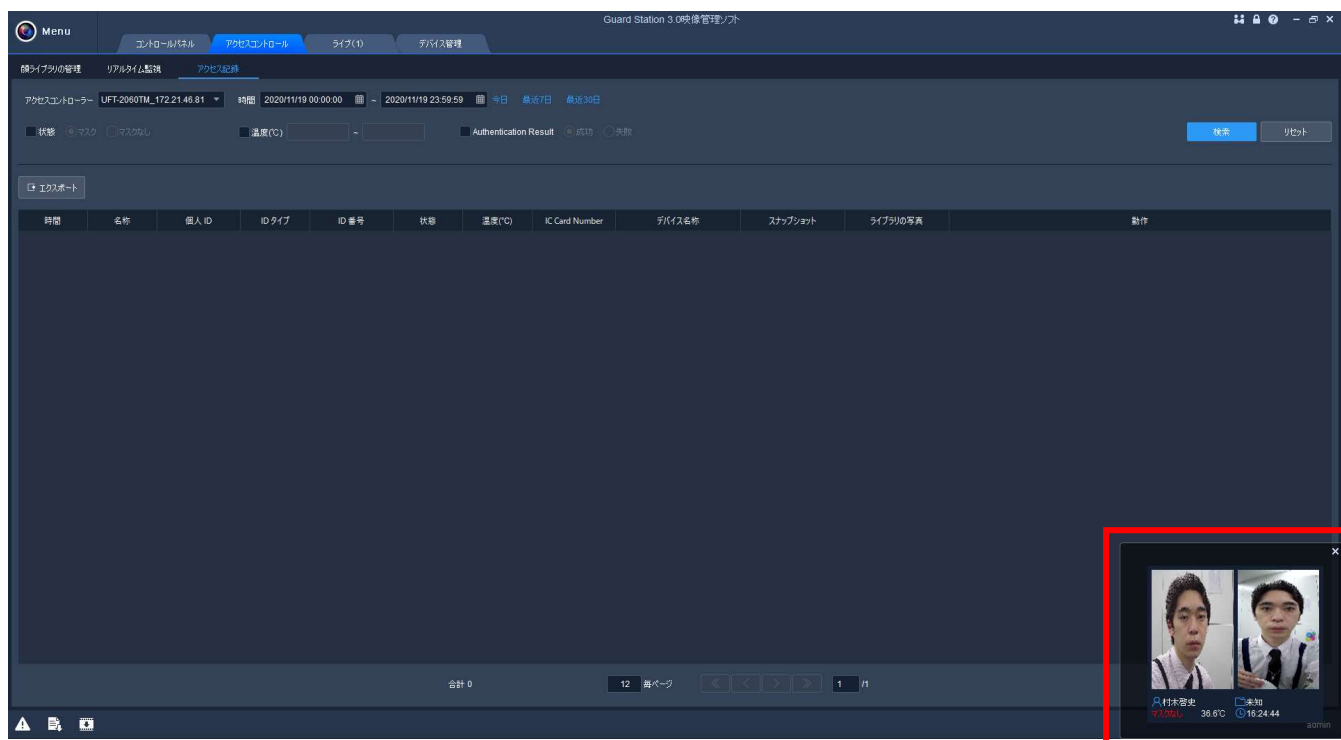 Guard Station 3.0映像管理ソフト
Menu
コントロールパネル アクセスコントロール ライブ(1) デバイス管理
顔ライブラリの管理 リアルタイム監視 アクセス記録
アクセスコントローラー UFT-2060TM_172.21.46.81 時間 2020/11/19 00:00:00 ~ 2020/11/19 23:59:59 今日 最近7日 最近30日
状態 マスク マスクなし 温度(℃) ~ Authentication Result 成功 失敗 検索 リセット
エクスポート
時間 名称 個人 ID ID タイプ ID 番号 状態 温度(℃) IC Card Number デバイス名称 スナップショット ライブラリの写真 動作
合計 0 12 毎ページ 1 /1
村木啓史 未知
マスクなし 36.6℃ 16:24:44
admin